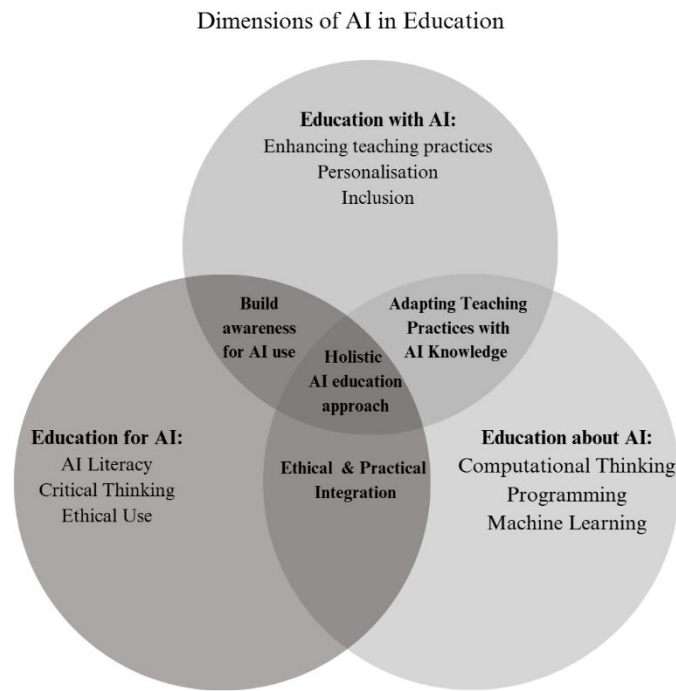 Dimensions of AI in Education
Education with AI:
Enhancing teaching practices
Personalisation
Inclusion
Build
awareness
for AI use
Adapting Teaching
Practices with
AI Knowledge
Holistic
AI education
approach
Education for AI:
AI Literacy
Critical Thinking
Ethical Use
Ethical & Practical
Integration
Education about AI:
Computational Thinking
Programming
Machine Learning